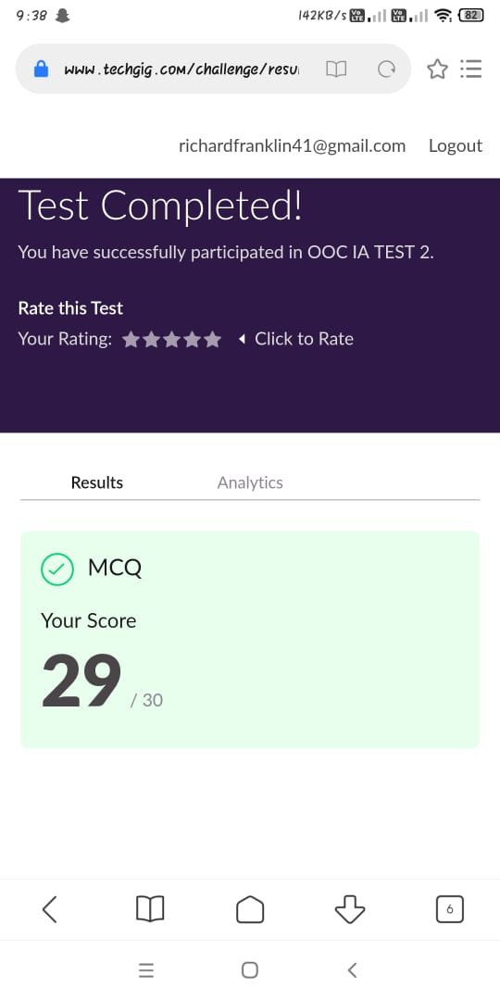 9:38
142KB/s Vo LTE Vo LTE 82
www.techgig.com/challenge/resu
richardfranklin41@gmail.com Logout
Test Completed!
You have successfully participated in OOC IA TEST 2.
Rate this Test
Your Rating: Click to Rate
Results Analytics
MCQ
Your Score
29 / 30
6